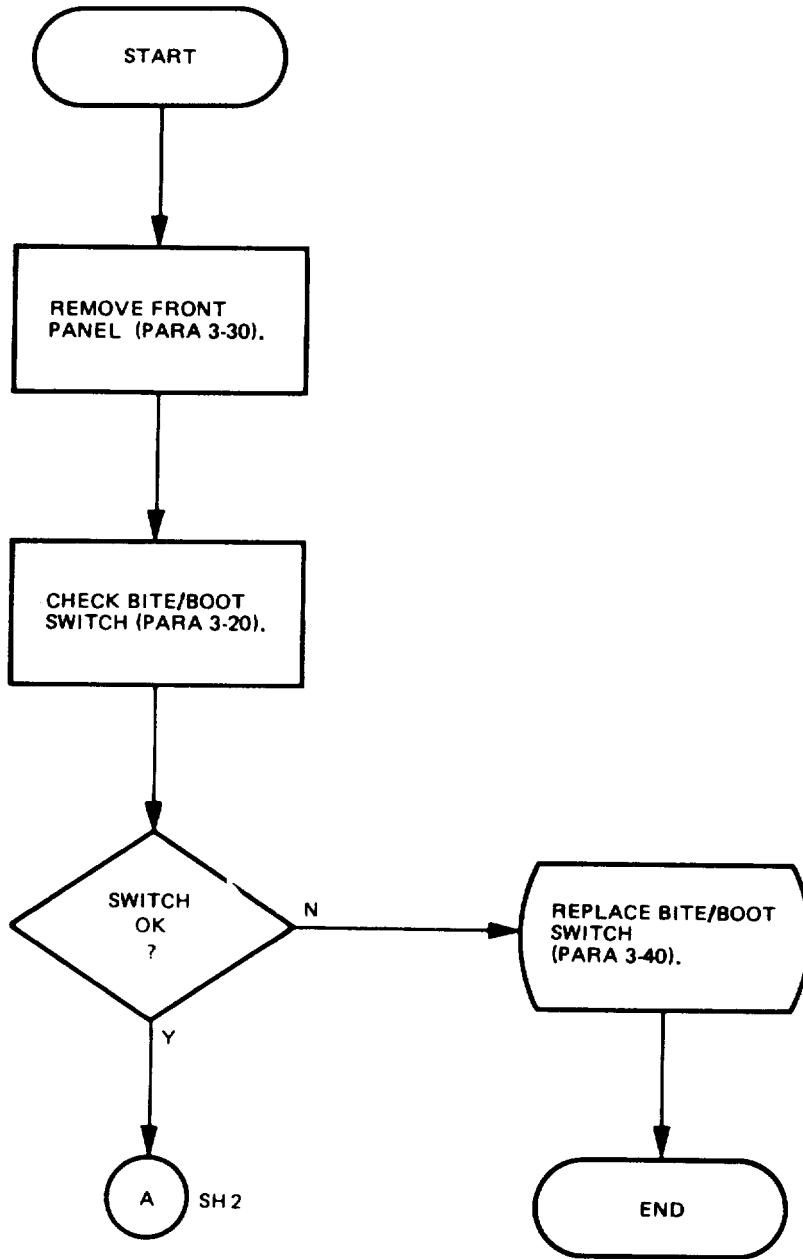 START
REMOVE FRONT
PANEL (PARA 3-30).
CHECK BITE/BOOT
SWITCH (PARA 3-20).
SWITCH
OK
?
N
REPLACE BITE/BOOT
SWITCH
(PARA 3-40).
Y
A
SH 2
END